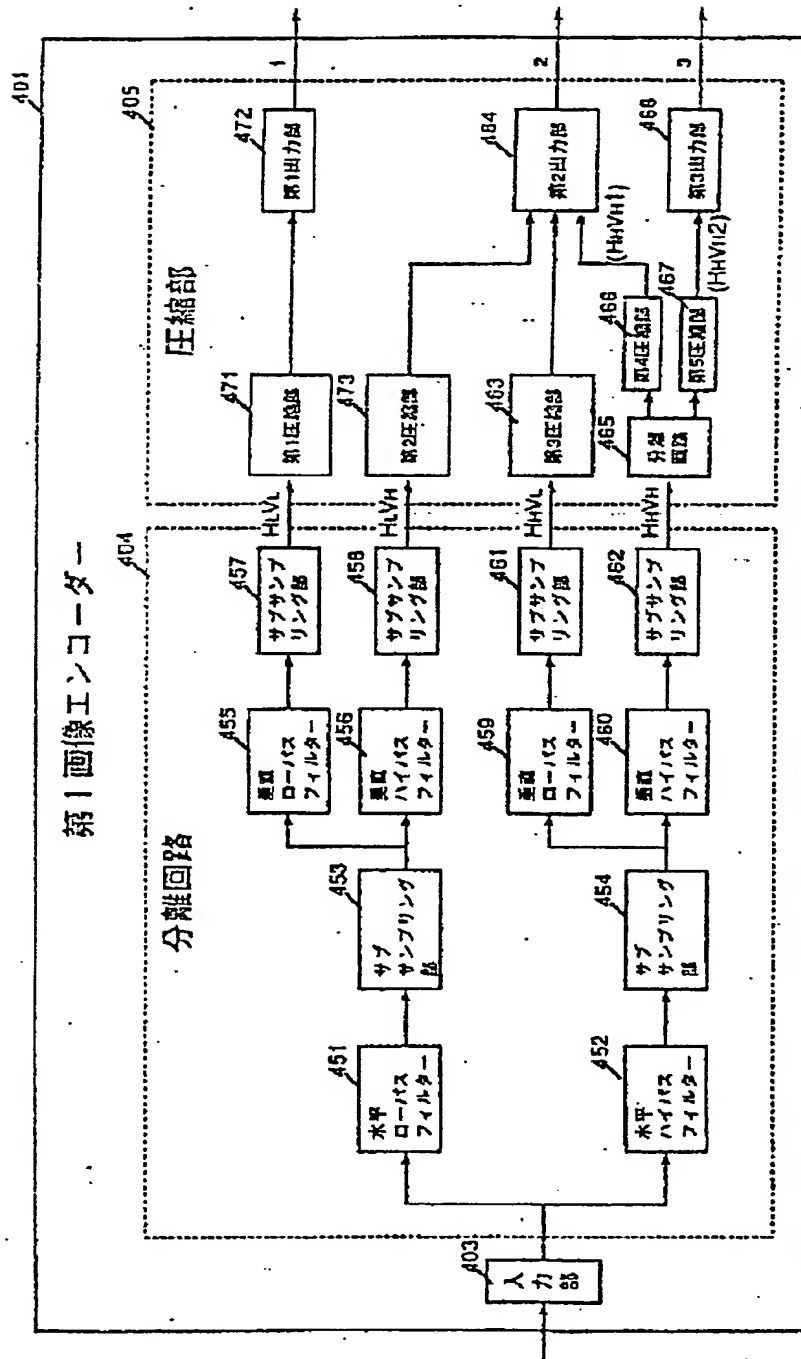 第1画像エンコーダー
401
403
入力部
分離回路
404
451
水平
ローパス
フィルター
452
水平
ハイパス
フィルター
453
サブ
サンプリング
部
454
サブ
サンプリング
部
455
垂直
ローパス
フィルター
456
垂直
ハイパス
フィルター
459
垂直
ローパス
フィルター
460
垂直
ハイパス
フィルター
457
サブサンプ
リング部
458
サブサンプ
リング部
461
サブサンプ
リング部
462
サブサンプ
リング部
HLVL
HLVH
HHVL
HHVH
圧縮部
405
471
第1圧縮部
473
第2圧縮部
463
第3圧縮部
465
分離
回路
466
第4圧縮部
467
第5圧縮部
(HHVH1)
(HHVH2)
472
第1出力部
484
第2出力部
468
第3出力部
1
2
3